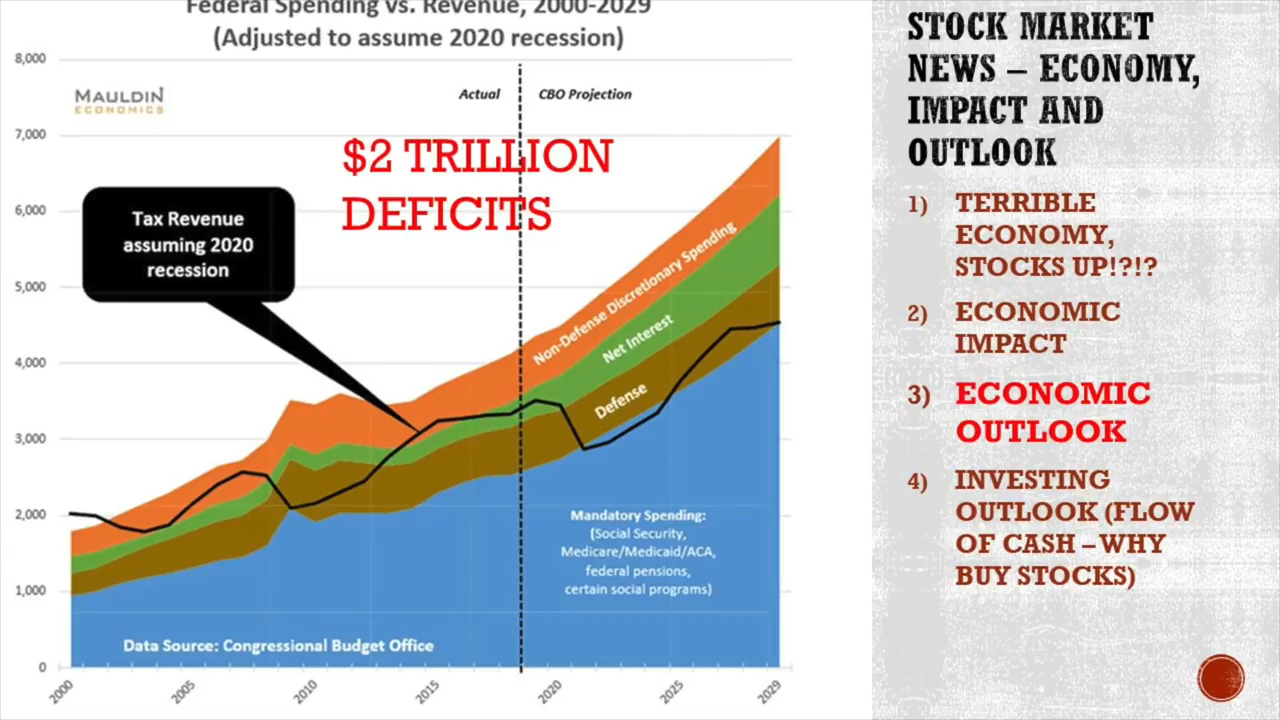 Federal Spending vs. Revenue, 2000-2029
(Adjusted to assume 2020 recession)
8,000
7,000
6,000
5,000
4,000
3,000
2,000
1,000
0
MAULDIN
ECONOMICS
Actual
CBO Projection
$2 TRILLION
DEFICITS
Tax Revenue
assuming 2020
recession
Non-Defense Discretionary Spending
Net Interest
Defense
Mandatory Spending:
(Social Security,
Medicare/Medicaid/ACA,
federal pensions,
certain social programs)
Data Source: Congressional Budget Office
2000
2005
2010
2015
2020
2025
2029
STOCK MARKET
NEWS – ECONOMY,
IMPACT AND
OUTLOOK
1) TERRIBLE
ECONOMY,
STOCKS UP!?!?
2) ECONOMIC
IMPACT
3) ECONOMIC
OUTLOOK
4) INVESTING
OUTLOOK (FLOW
OF CASH – WHY
BUY STOCKS)